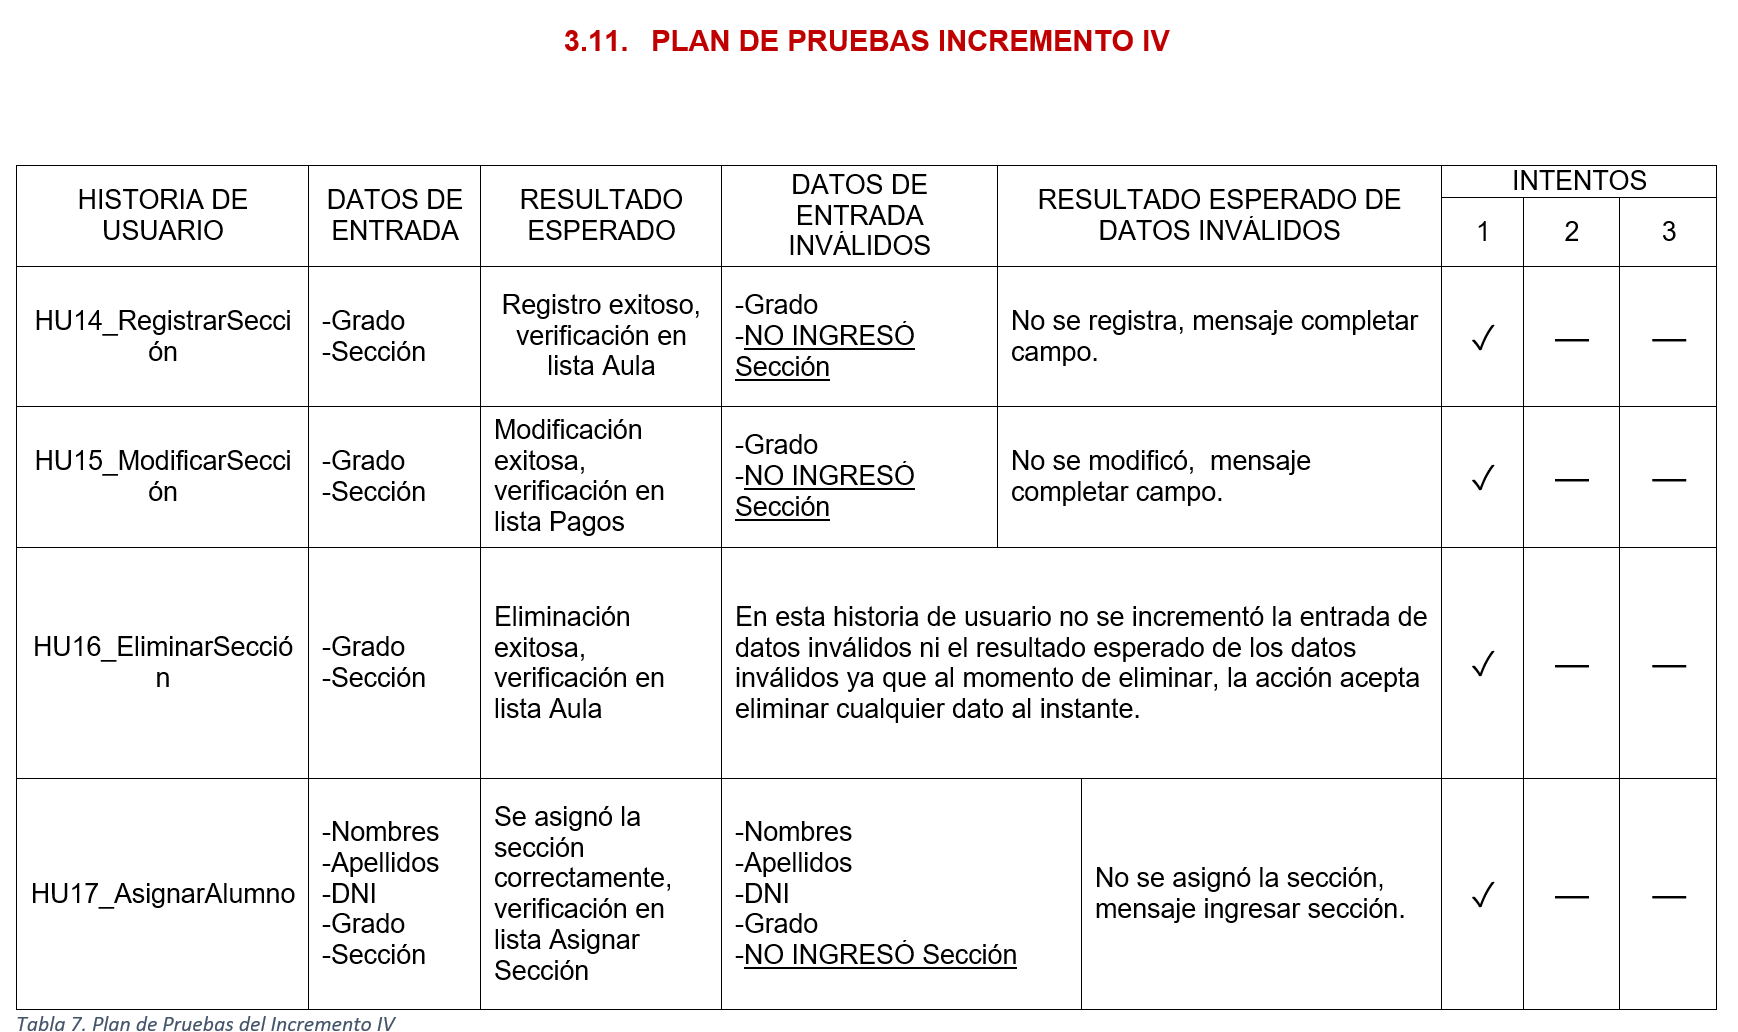 3.11. PLAN DE PRUEBAS INCREMENTO IV
HISTORIA DE
USUARIO
DATOS DE
ENTRADA
RESULTADO
ESPERADO
DATOS DE
ENTRADA
INVÁLIDOS
RESULTADO ESPERADO DE
DATOS INVÁLIDOS
INTENTOS
1
2
3
HU14_RegistrarSecci
ón
-Grado
-Sección
Registro exitoso,
verificación en
lista Aula
-Grado
-NO INGRESÓ
Sección
No se registra, mensaje completar
campo.
✓
—
—
HU15_ModificarSecci
ón
-Grado
-Sección
Modificación
exitosa,
verificación en
lista Pagos
-Grado
-NO INGRESÓ
Sección
No se modificó,  mensaje
completar campo.
✓
—
—
HU16_EliminarSecció
n
-Grado
-Sección
Eliminación
exitosa,
verificación en
lista Aula
En esta historia de usuario no se incrementó la entrada de
datos inválidos ni el resultado esperado de los datos
inválidos ya que al momento de eliminar, la acción acepta
eliminar cualquier dato al instante.
✓
—
—
HU17_AsignarAlumno
-Nombres
-Apellidos
-DNI
-Grado
-Sección
Se asignó la
sección
correctamente,
verificación en
lista Asignar
Sección
-Nombres
-Apellidos
-DNI
-Grado
-NO INGRESÓ Sección
No se asignó la sección,
mensaje ingresar sección.
✓
—
—
Tabla 7. Plan de Pruebas del Incremento IV